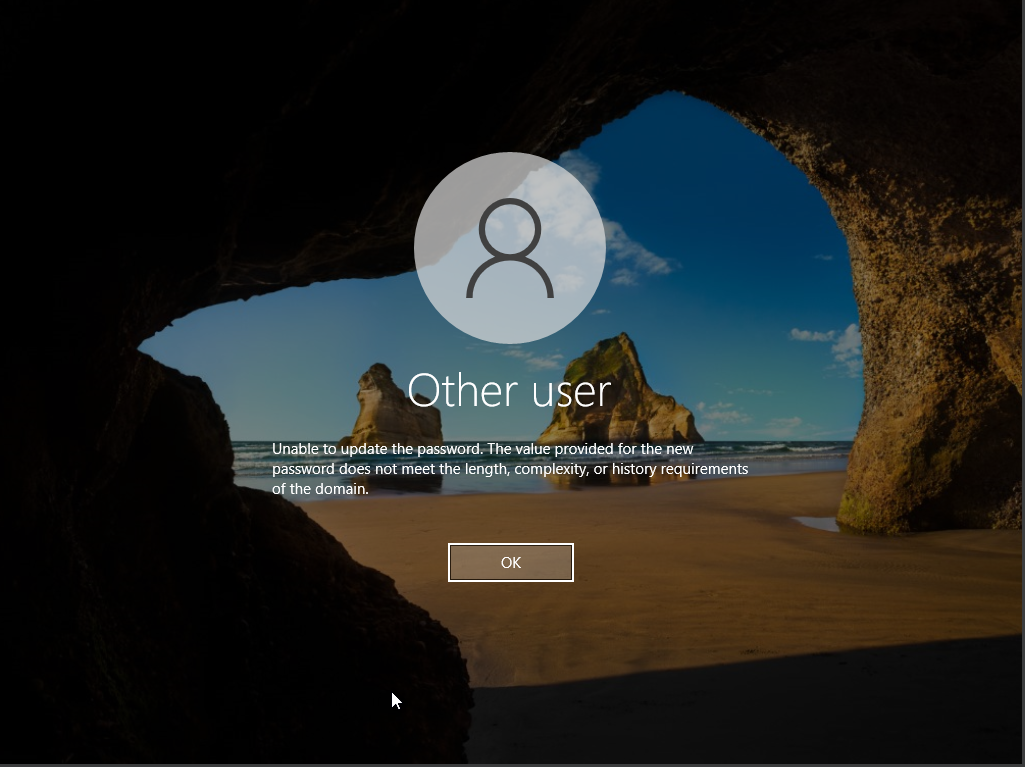 Other user
Unable to update the password. The value provided for the new
password does not meet the length, complexity, or history requirements
of the domain.
OK